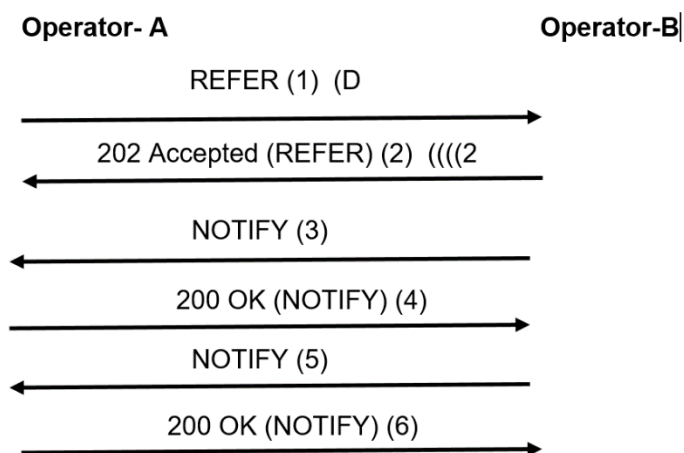 Operator- A Operator-B
REFER (1) (D
202 Accepted (REFER) (2) ((((2
NOTIFY (3)
200 OK (NOTIFY) (4)
NOTIFY (5)
200 OK (NOTIFY) (6)